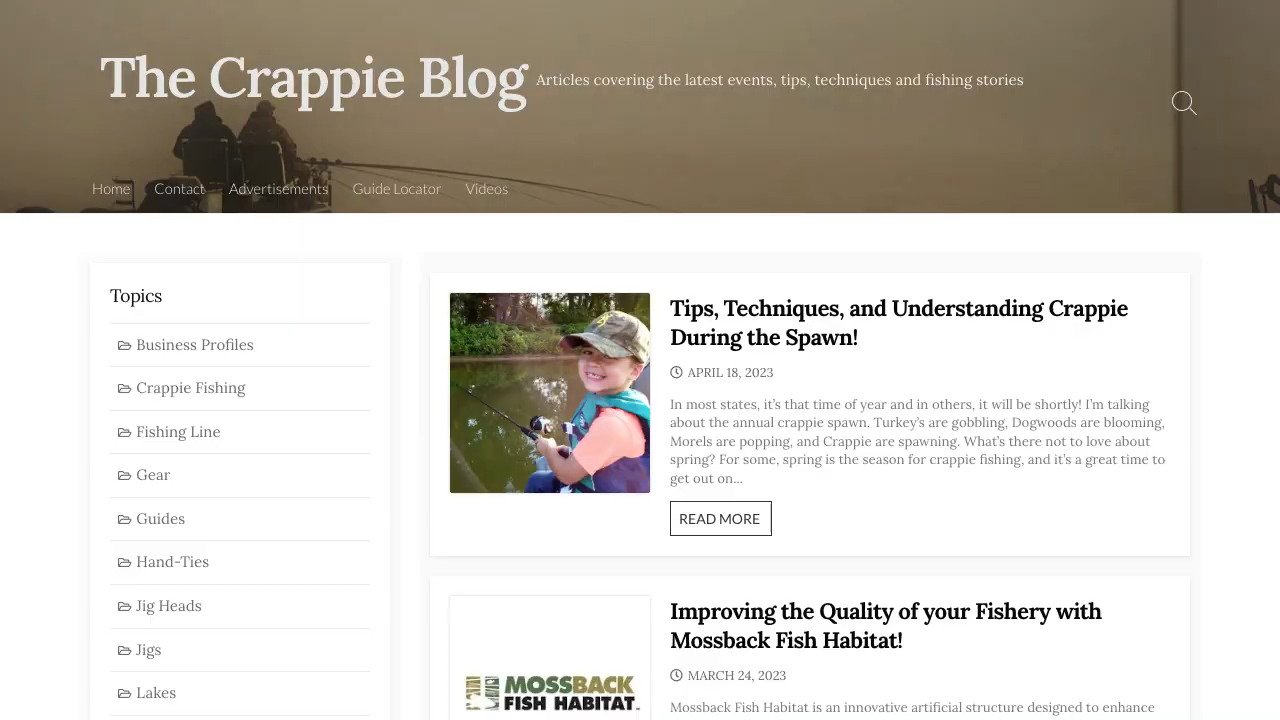 The Crappie Blog
Articles covering the latest events, tips, techniques and fishing stories
Home
Contact
Advertisements
Guide Locator
Videos
Topics
Business Profiles
Crappie Fishing
Fishing Line
Gear
Guides
Hand-Ties
Jig Heads
Jigs
Lakes
Tips, Techniques, and Understanding Crappie
During the Spawn!
APRIL 18, 2023
In most states, it’s that time of year and in others, it will be shortly! I’m talking
about the annual crappie spawn. Turkey’s are gobbling, Dogwoods are blooming,
Morels are popping, and Crappie are spawning. What’s there not to love about
spring? For some, spring is the season for crappie fishing, and it’s a great time to
get out on…
READ MORE
MOSSBACK
FISH HABITAT
Improving the Quality of your Fishery with
Mossback Fish Habitat!
MARCH 24, 2023
Mossback Fish Habitat is an innovative artificial structure designed to enhance